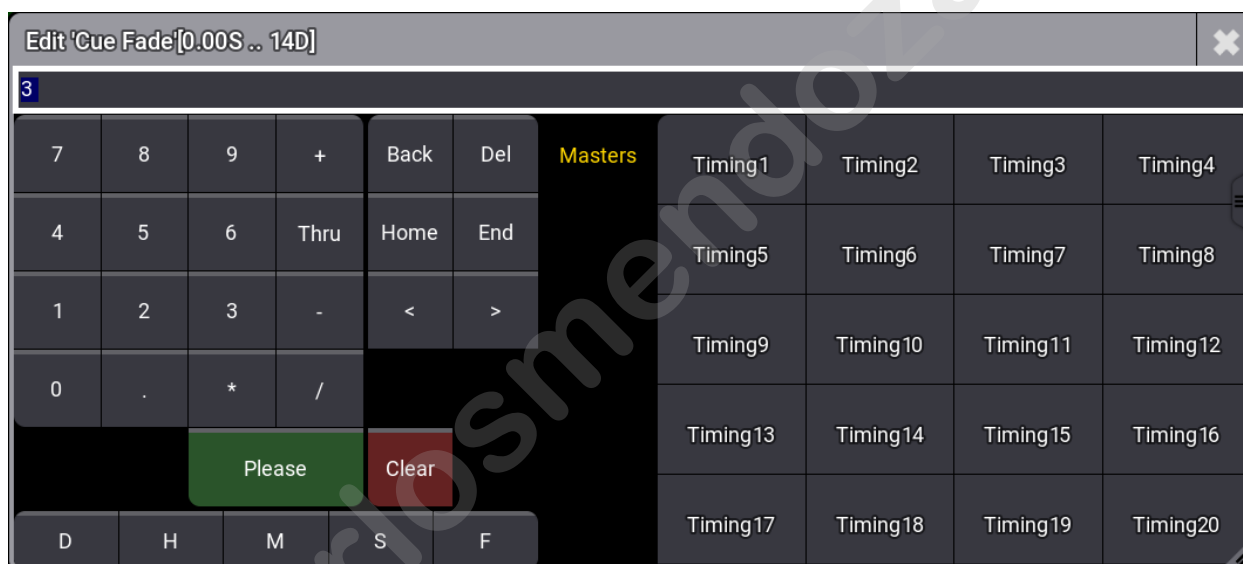 Edit 'Cue Fade'[0.00S .. 14D]
3
7 8 9 + Back Del Masters Timing1 Timing2 Timing3 Timing4
4 5 6 Thru Home End Timing5 Timing6 Timing7 Timing8
1 2 3 - < > Timing9 Timing10 Timing11 Timing12
0 . * / Timing13 Timing14 Timing15 Timing16
Please Clear
D H M S F Timing17 Timing18 Timing19 Timing20
riosmendoza